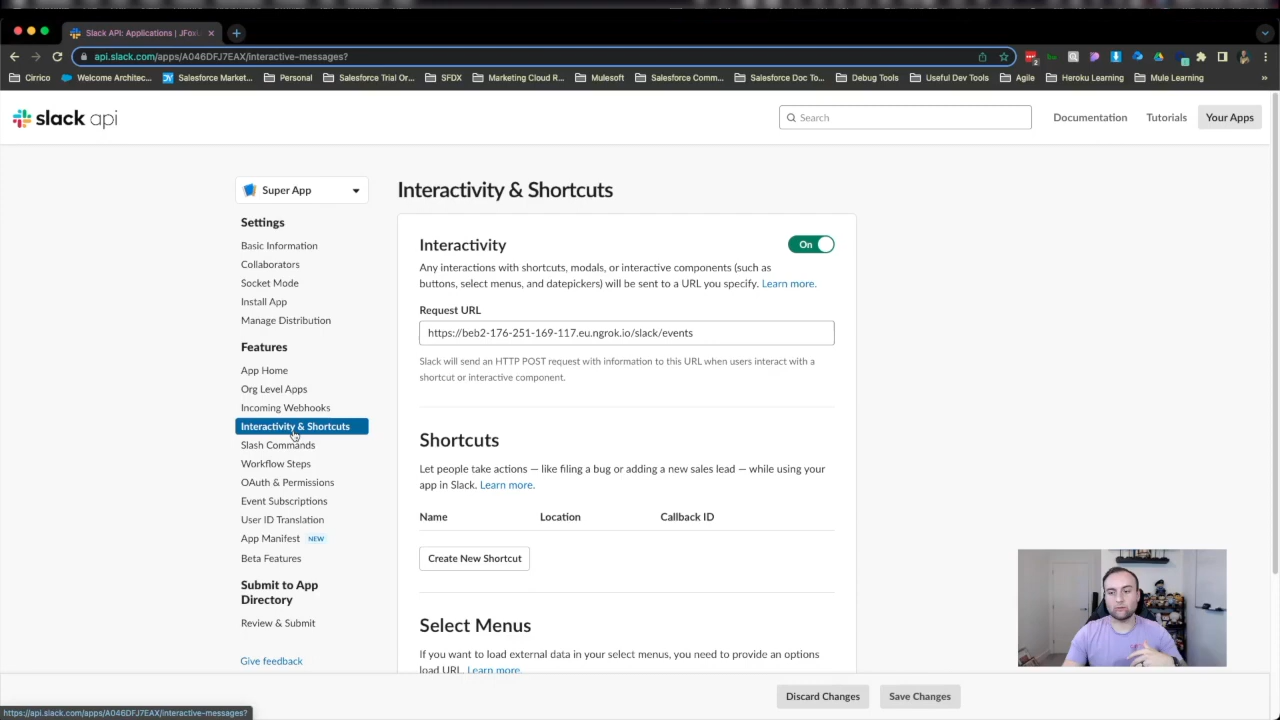 Slack API: Applications | JFox
api.slack.com/apps/A046DFJ7EAX/interactive-messages?
Cirrico
Welcome Architec...
Salesforce Market...
Personal
Salesforce Trial Or...
SFDX
Marketing Cloud R...
Mulesoft
Salesforce Comm...
Salesforce Doc To...
Debug Tools
Useful Dev Tools
Agile
Heroku Learning
Mule Learning
»
slack api
Search
Documentation
Tutorials
Your Apps
Super App
Settings
Basic Information
Collaborators
Socket Mode
Install App
Manage Distribution
Features
App Home
Org Level Apps
Incoming Webhooks
Interactivity & Shortcuts
Slash Commands
Workflow Steps
OAuth & Permissions
Event Subscriptions
User ID Translation
App Manifest NEW
Beta Features
Submit to App
Directory
Review & Submit
Give feedback
Interactivity & Shortcuts
Interactivity
On
Any interactions with shortcuts, modals, or interactive components (such as
buttons, select menus, and datepickers) will be sent to a URL you specify. Learn more.
Request URL
https://beb2-176-251-169-117.eu.ngrok.io/slack/events
Slack will send an HTTP POST request with information to this URL when users interact with a
shortcut or interactive component.
Shortcuts
Let people take actions — like filing a bug or adding a new sales lead — while using your
app in Slack. Learn more.
Name Location Callback ID
Create New Shortcut
Select Menus
If you want to load external data in your select menus, you need to provide an options
load URL. Learn more.
Discard Changes
Save Changes
https://api.slack.com/apps/A046DFJ7EAX/interactive-messages?